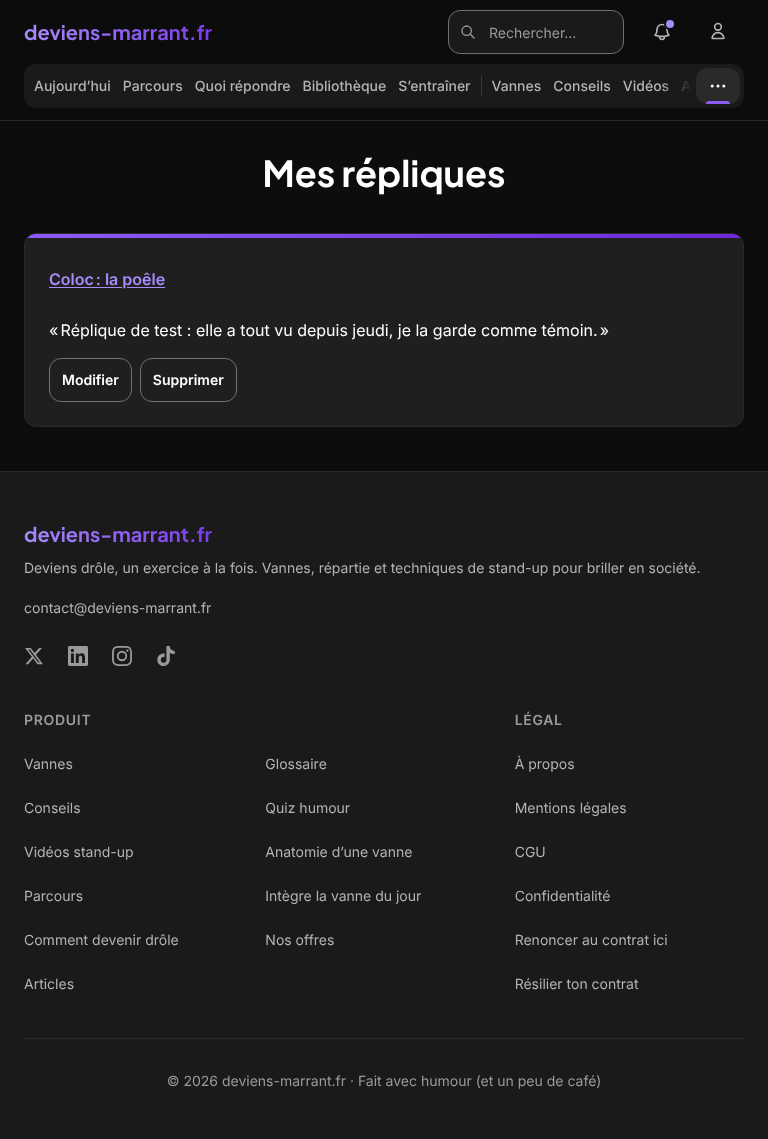 deviens-marrant.fr
Rechercher...
Aujourd’hui Parcours Quoi répondre Bibliothèque S’entraîner Vannes Conseils Vidéos
Mes répliques
Coloc : la poêle
« Réplique de test : elle a tout vu depuis jeudi, je la garde comme témoin. »
Modifier Supprimer
deviens-marrant.fr
Deviens drôle, un exercice à la fois. Vannes, répartie et techniques de stand-up pour briller en société.
contact@deviens-marrant.fr
PRODUIT
Vannes
Conseils
Vidéos stand-up
Parcours
Comment devenir drôle
Articles
Glossaire
Quiz humour
Anatomie d’une vanne
Intègre la vanne du jour
Nos offres
LÉGAL
À propos
Mentions légales
CGU
Confidentialité
Renoncer au contrat ici
Résilier ton contrat
© 2026 deviens-marrant.fr · Fait avec humour (et un peu de café)